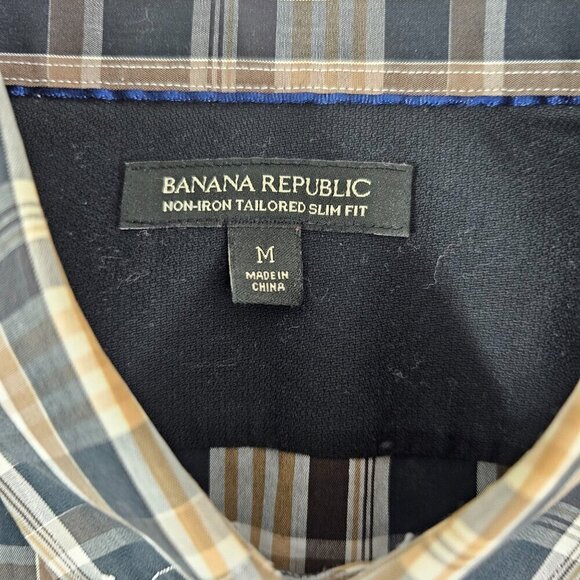 BANANA REPUBLIC
NON-IRON TAILORED SLIM FIT
M
MADE IN
CHINA